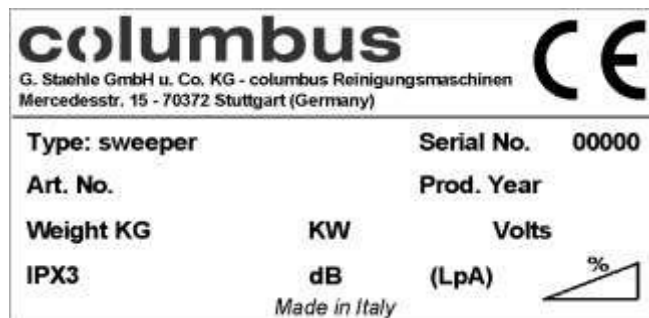 columbus
CE
G. Staehle GmbH u. Co. KG - columbus Reinigungsmaschinen
Mercedesstr. 15 - 70372 Stuttgart (Germany)
Type: sweeper Serial No. 00000
Art. No. Prod. Year
Weight KG KW Volts
IPX3 dB (LpA) %
Made in Italy